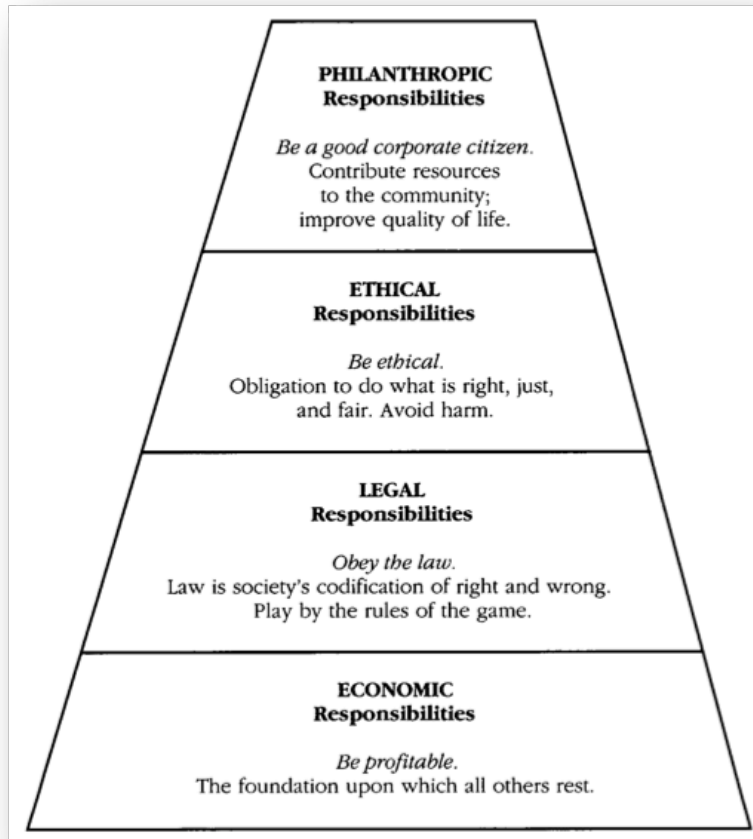 PHILANTHROPIC
Responsibilities
Be a good corporate citizen.
Contribute resources
to the community;
improve quality of life.
ETHICAL
Responsibilities
Be ethical.
Obligation to do what is right, just,
and fair. Avoid harm.
LEGAL
Responsibilities
Obey the law.
Law is society's codification of right and wrong.
Play by the rules of the game.
ECONOMIC
Responsibilities
Be profitable.
The foundation upon which all others rest.